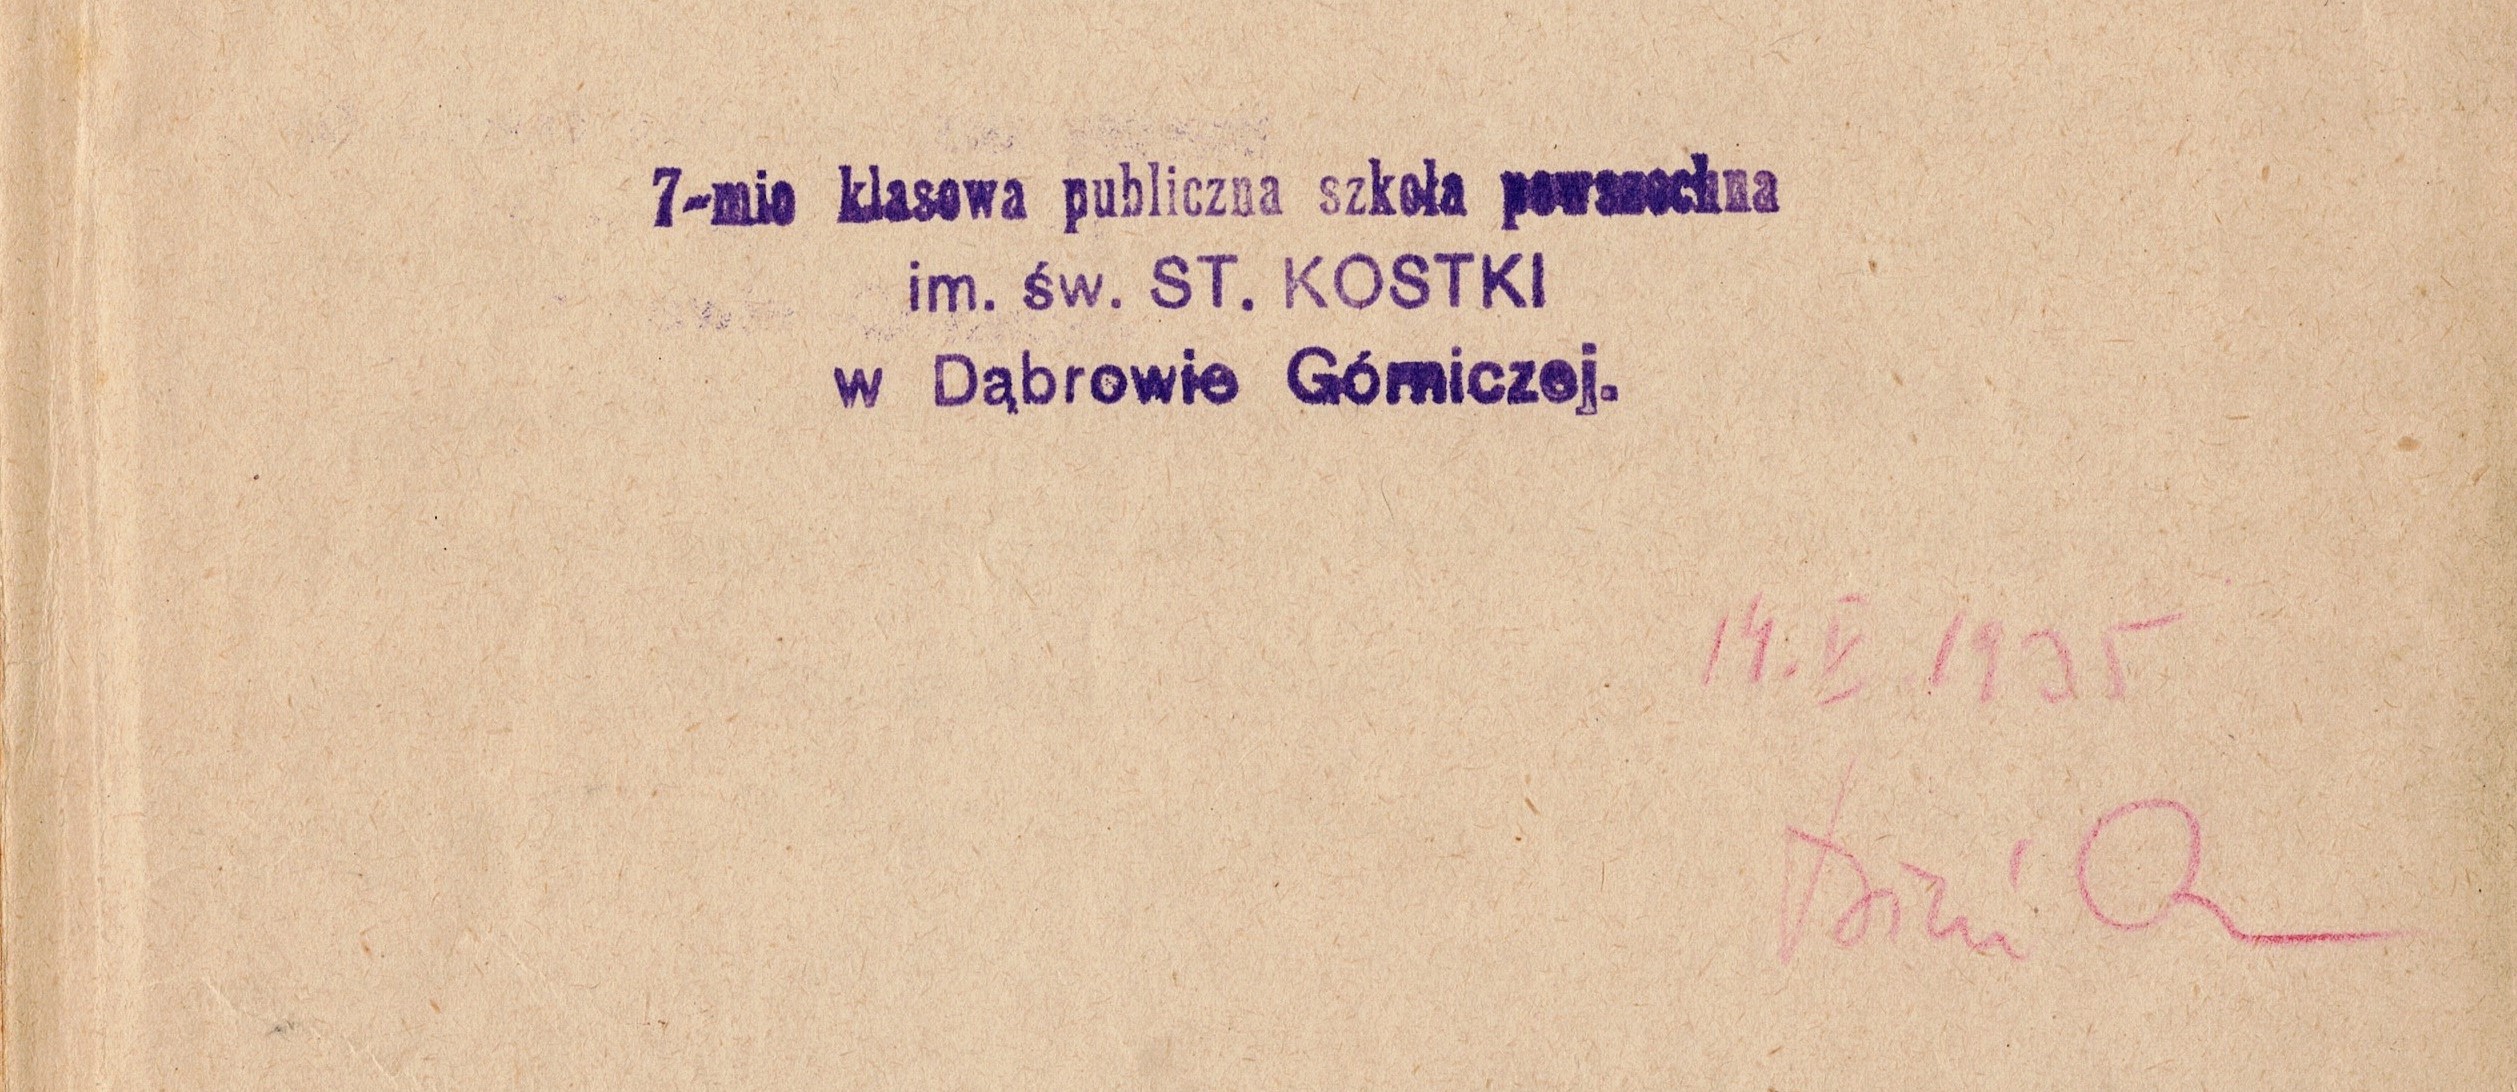 7-mio klasowa publiczna szkoła powszechna
im. św. ST. KOSTKI
w Dąbrowie Górniczej.
14. V. 1935